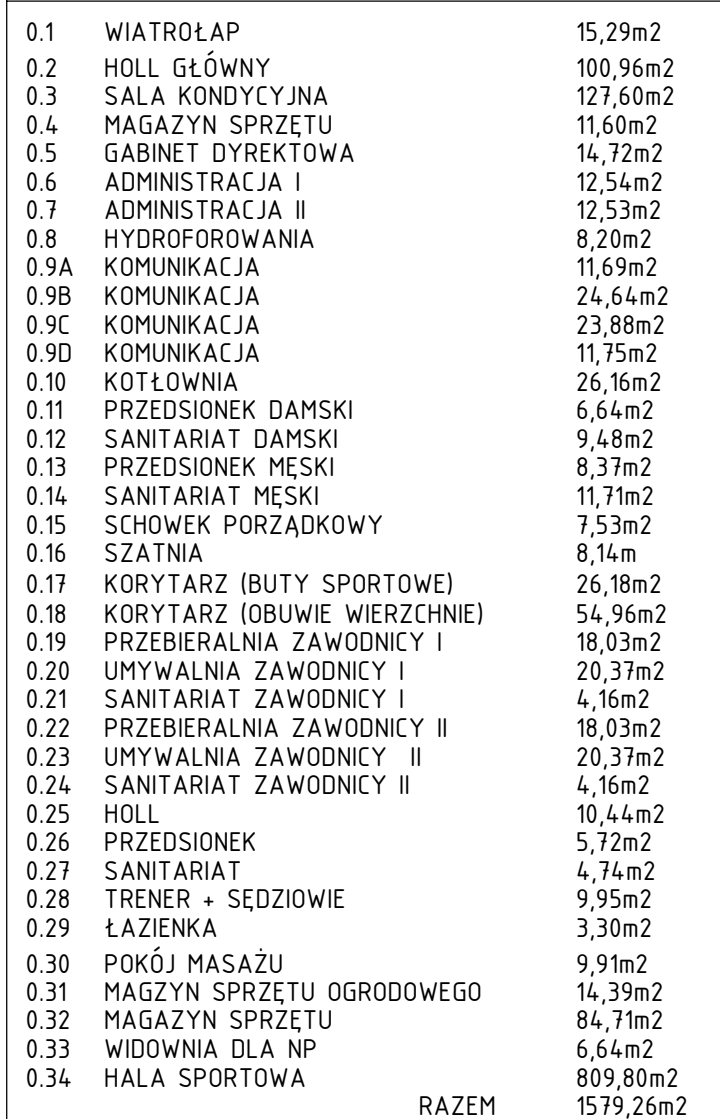 0.1 WIATROŁAP 15,29m2
0.2 HOLL GŁÓWNY 100,96m2
0.3 SALA KONDYCYJNA 127,60m2
0.4 MAGAZYN SPRZĘTU 11,60m2
0.5 GABINET DYREKTOWA 14,72m2
0.6 ADMINISTRACJA I 12,54m2
0.7 ADMINISTRACJA II 12,53m2
0.8 HYDROFOROWANIA 8,20m2
0.9A KOMUNIKACJA 11,69m2
0.9B KOMUNIKACJA 24,64m2
0.9C KOMUNIKACJA 23,88m2
0.9D KOMUNIKACJA 11,75m2
0.10 KOTŁOWNIA 26,16m2
0.11 PRZEDSIONEK DAMSKI 6,64m2
0.12 SANITARIAT DAMSKI 9,48m2
0.13 PRZEDSIONEK MĘSKI 8,37m2
0.14 SANITARIAT MĘSKI 11,71m2
0.15 SCHOWEK PORZĄDKOWY 7,53m2
0.16 SZATNIA 8,14m
0.17 KORYTARZ (BUTY SPORTOWE) 26,18m2
0.18 KORYTARZ (OBUWIE WIERZCHNIE) 54,96m2
0.19 PRZEBIERALNIA ZAWODNICY I 18,03m2
0.20 UMYWALNIA ZAWODNICY I 20,37m2
0.21 SANITARIAT ZAWODNICY I 4,16m2
0.22 PRZEBIERALNIA ZAWODNICY II 18,03m2
0.23 UMYWALNIA ZAWODNICY II 20,37m2
0.24 SANITARIAT ZAWODNICY II 4,16m2
0.25 HOLL 10,44m2
0.26 PRZEDSIONEK 5,72m2
0.27 SANITARIAT 4,74m2
0.28 TRENER + SĘDZIOWIE 9,95m2
0.29 ŁAZIENKA 3,30m2
0.30 POKÓJ MASAŻU 9,91m2
0.31 MAGZYN SPRZĘTU OGRODOWEGO 14,39m2
0.32 MAGAZYN SPRZĘTU 84,71m2
0.33 WIDOWNIA DLA NP 6,64m2
0.34 HALA SPORTOWA 809,80m2
RAZEM 1579,26m2